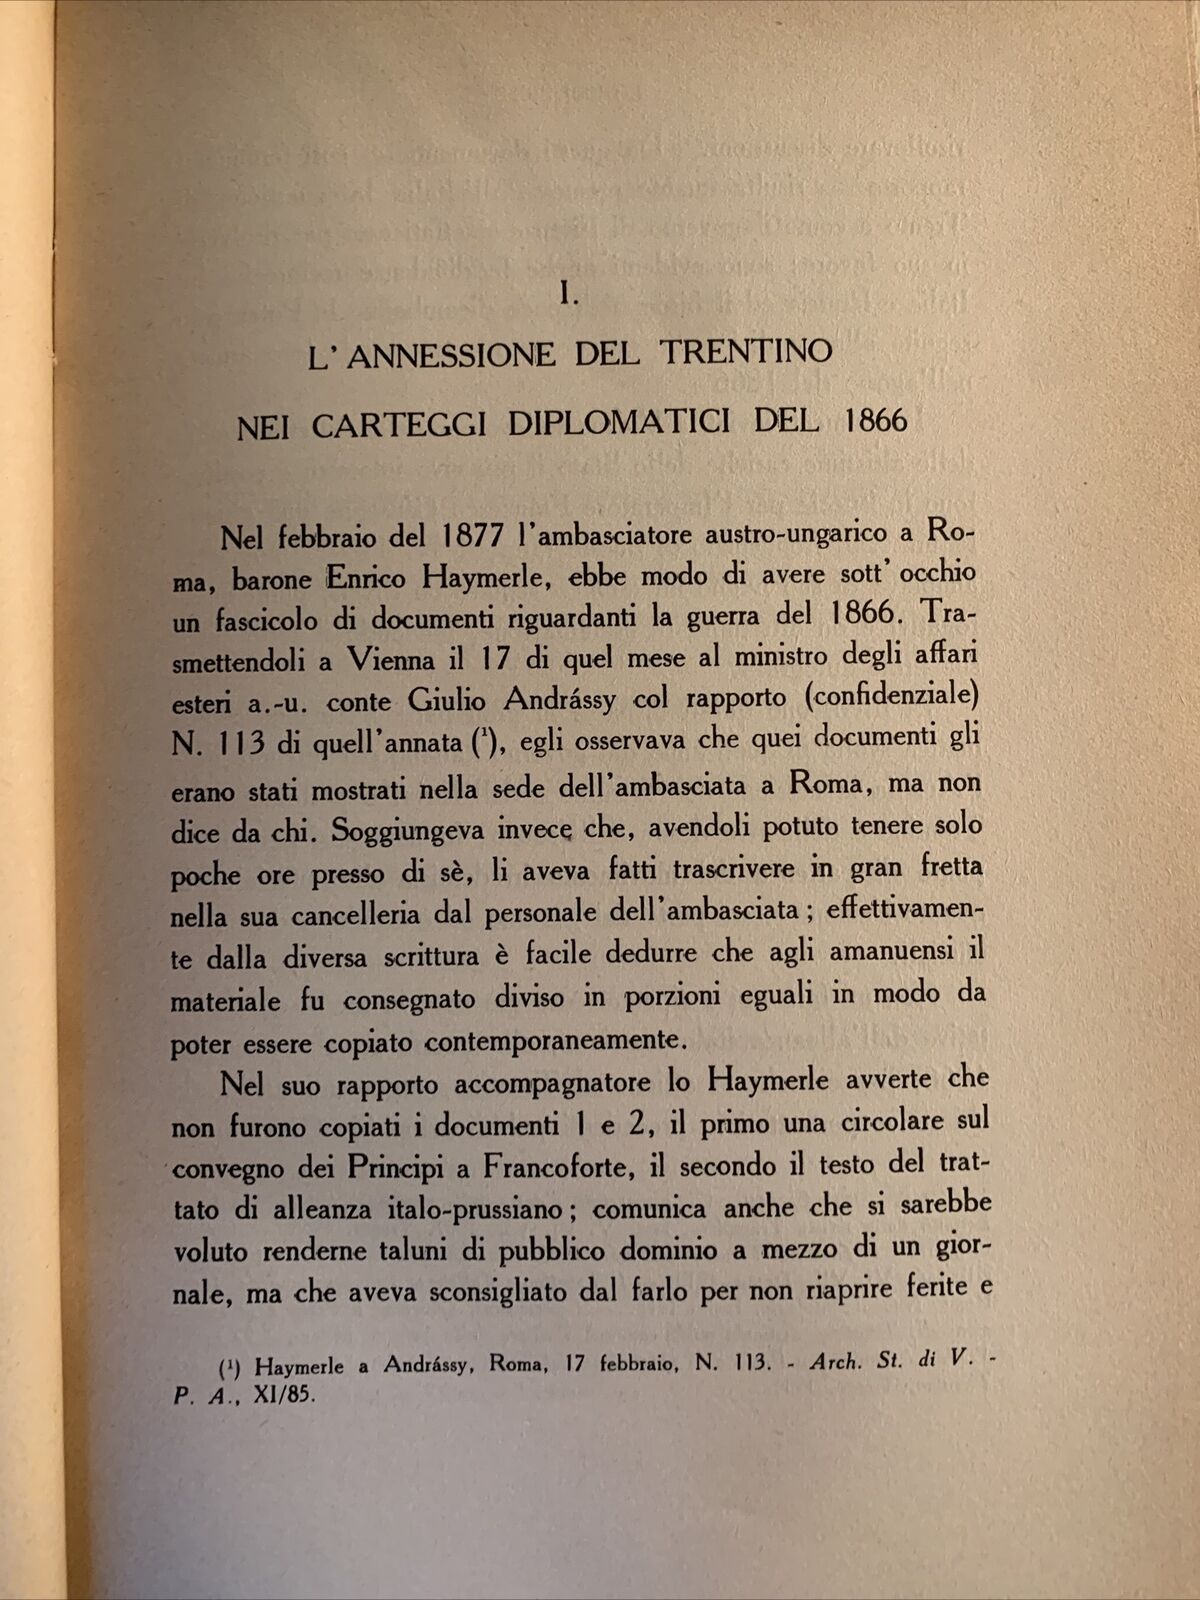 I.
L' ANNESSIONE DEL TRENTINO
NEI CARTEGGI DIPLOMATICI DEL 1866
Nel febbraio del 1877 l'ambasciatore austro-ungarico a Ro-
ma, barone Enrico Haymerle, ebbe modo di avere sott' occhio
un fascicolo di documenti riguardanti la guerra del 1866. Tra-
smettendoli a Vienna il 17 di quel mese al ministro degli affari
esteri a.-u. conte Giulio Andrássy col rapporto (confidenziale)
N. 113 di quell'annata (¹), egli osservava che quei documenti gli
erano stati mostrati nella sede dell'ambasciata a Roma, ma non
dice da chi. Soggiungeva invece che, avendoli potuto tenere solo
poche ore presso di sè, li aveva fatti trascrivere in gran fretta
nella sua cancelleria dal personale dell'ambasciata ; effettivamen-
te dalla diversa scrittura è facile dedurre che agli amanuensi il
materiale fu consegnato diviso in porzioni eguali in modo da
poter essere copiato contemporaneamente.
Nel suo rapporto accompagnatore lo Haymerle avverte che
non furono copiati i documenti 1 e 2, il primo una circolare sul
convegno dei Principi a Francoforte, il secondo il testo del trat-
tato di alleanza italo-prussiano ; comunica anche che si sarebbe
voluto renderne taluni di pubblico dominio a mezzo di un gior-
nale, ma che aveva sconsigliato dal farlo per non riaprire ferite e
(¹) Haymerle a Andrássy, Roma, 17 febbraio, N. 113. - Arch. St. di V. -
P. A., XI/85.